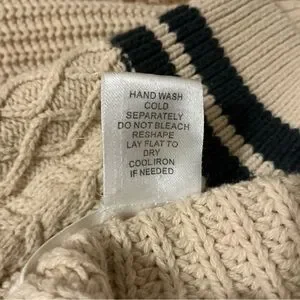 HAND WASH
COLD
SEPARATELY
DO NOT BLEACH
RESHAPE
LAY FLAT TO
DRY
COOL IRON
IF NEEDED